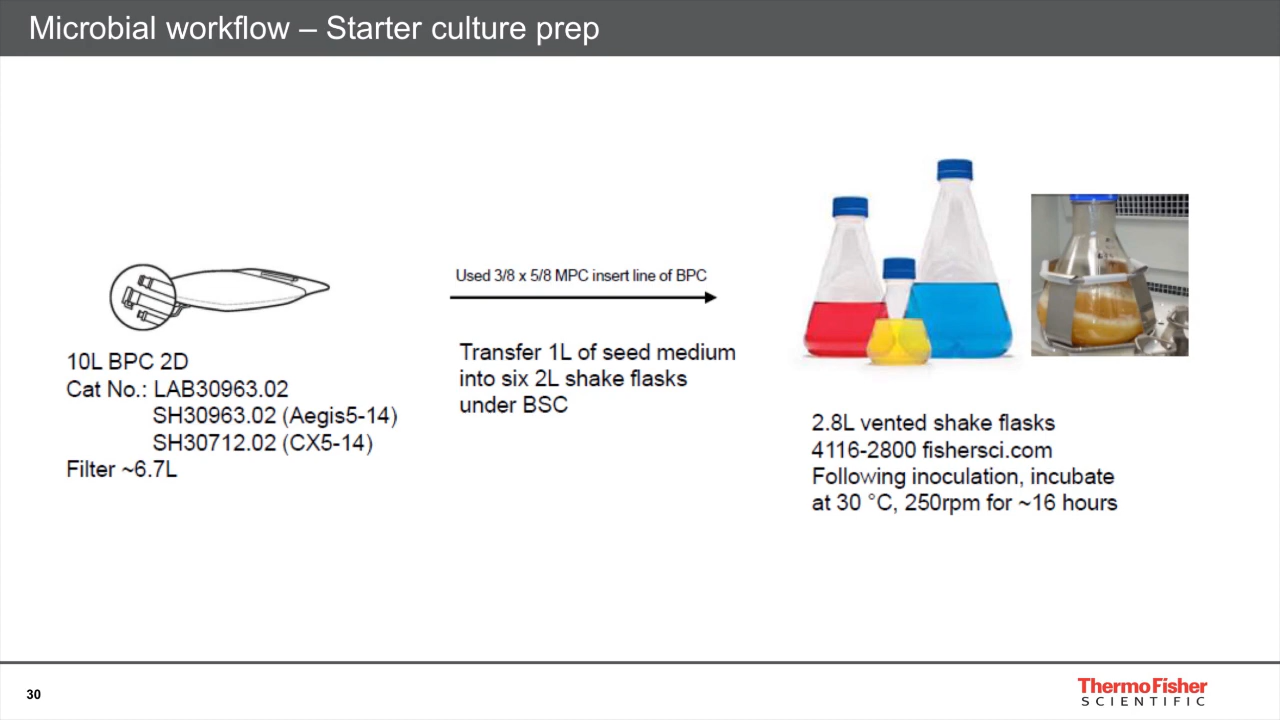 Microbial workflow – Starter culture prep
Used 3/8 x 5/8 MPC insert line of BPC
10L BPC 2D
Cat No.: LAB30963.02
SH30963.02 (Aegis5-14)
SH30712.02 (CX5-14)
Filter ~6.7L
Transfer 1L of seed medium
into six 2L shake flasks
under BSC
2.8L vented shake flasks
4116-2800 fishersci.com
Following inoculation, incubate
at 30 °C, 250rpm for ~16 hours
30
ThermoFisher
SCIENTIFIC